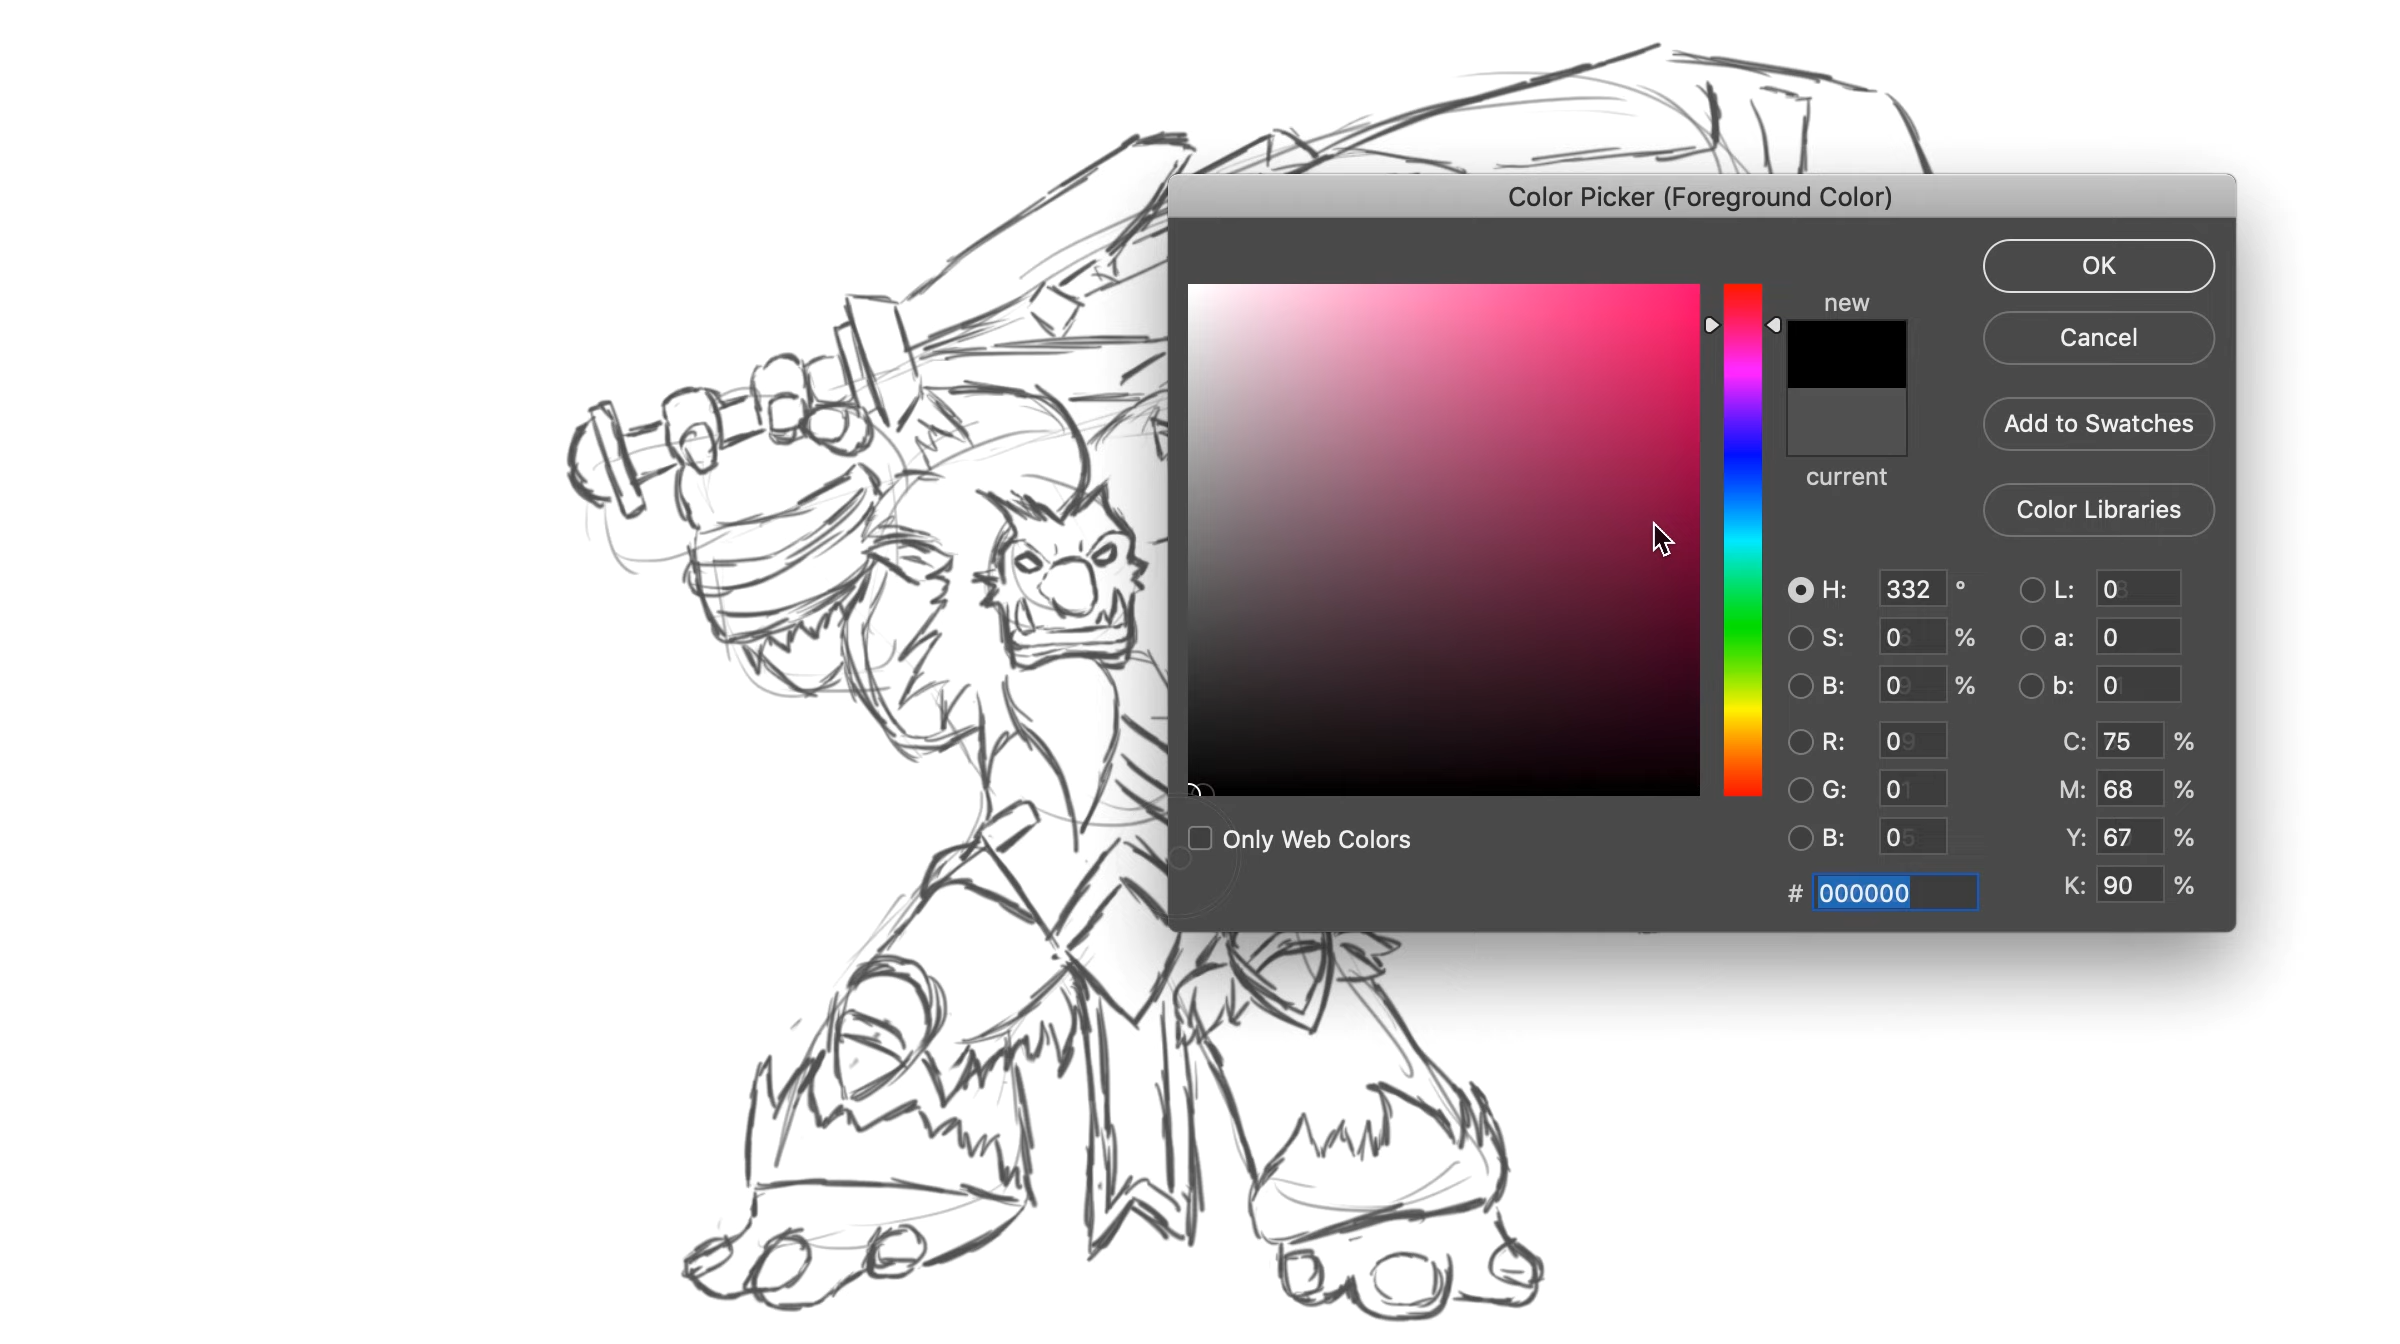 Color Picker (Foreground Color)
OK
new
Cancel
Add to Swatches
current
Color Libraries
H: 332 °
L: 0
S: 0 %
a: 0
B: 0 %
b: 0
R: 0
C: 75 %
G: 0
M: 68 %
Only Web Colors
B: 0
Y: 67 %
# 000000
K: 90 %